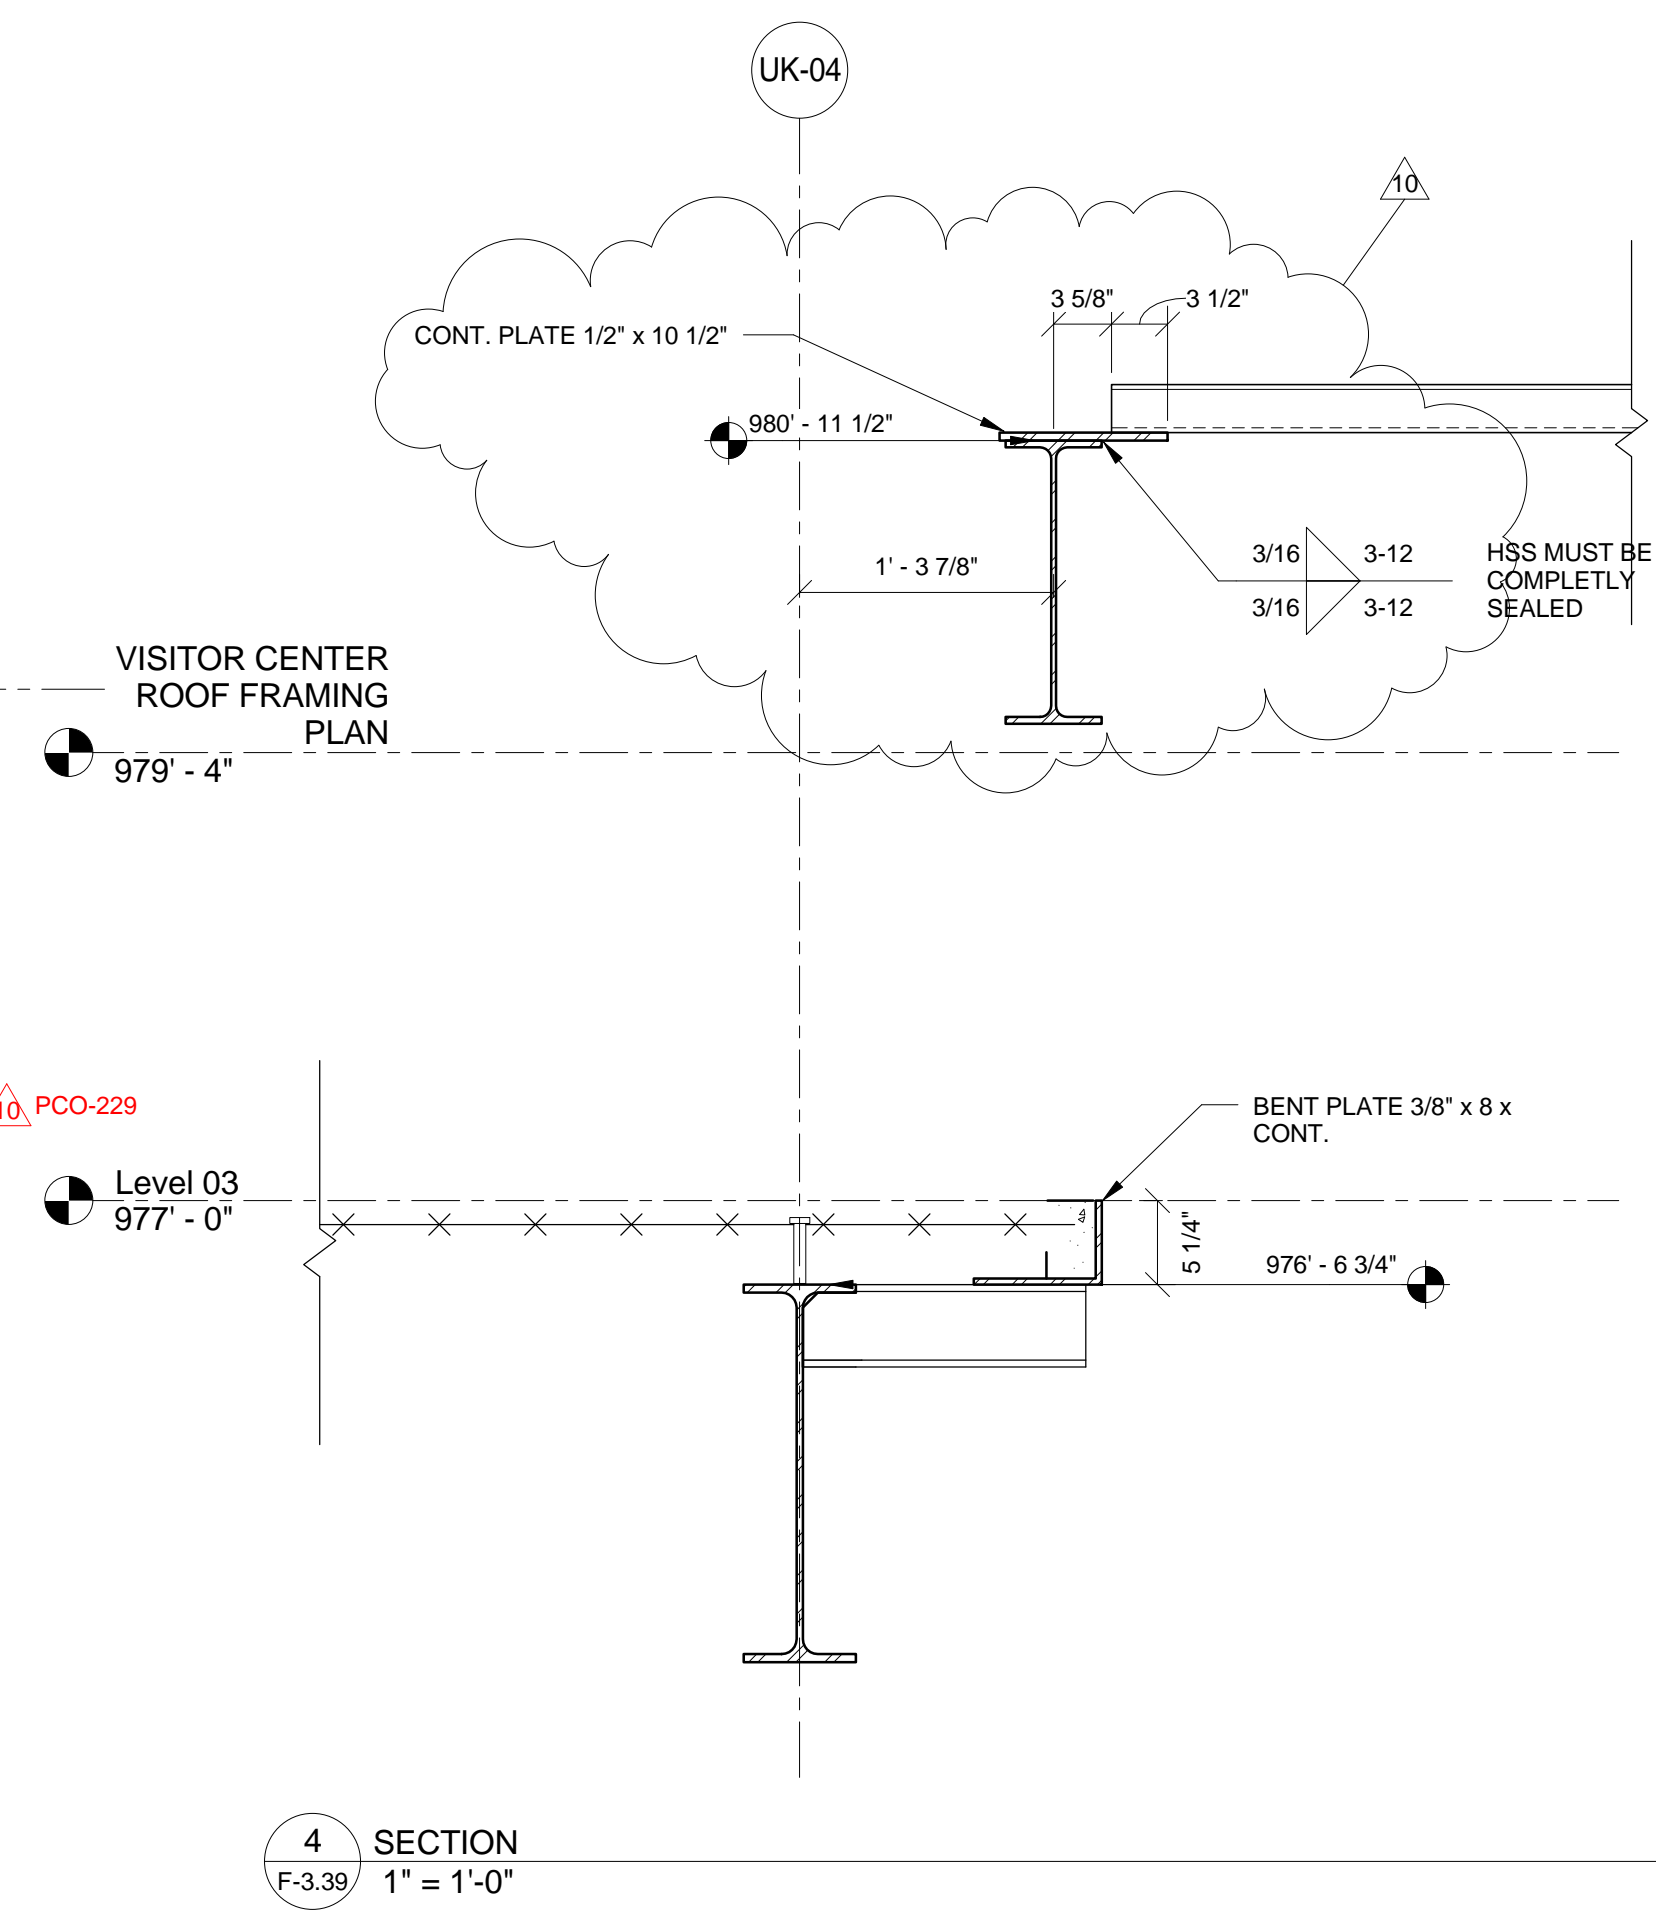 UK-04
10
3 5/8"
3 1/2"
CONT. PLATE 1/2" x 10 1/2"
980' - 11 1/2"
1' - 3 7/8"
3/16
3-12
3/16
3-12
HSS MUST BE
COMPLETLY
SEALED
VISITOR CENTER
ROOF FRAMING
PLAN
979' - 4"
10 PCO-229
BENT PLATE 3/8" x 8 x
CONT.
Level 03
977' - 0"
5 1/4"
976' - 6 3/4"
4
F-3.39
SECTION
1" = 1'-0"